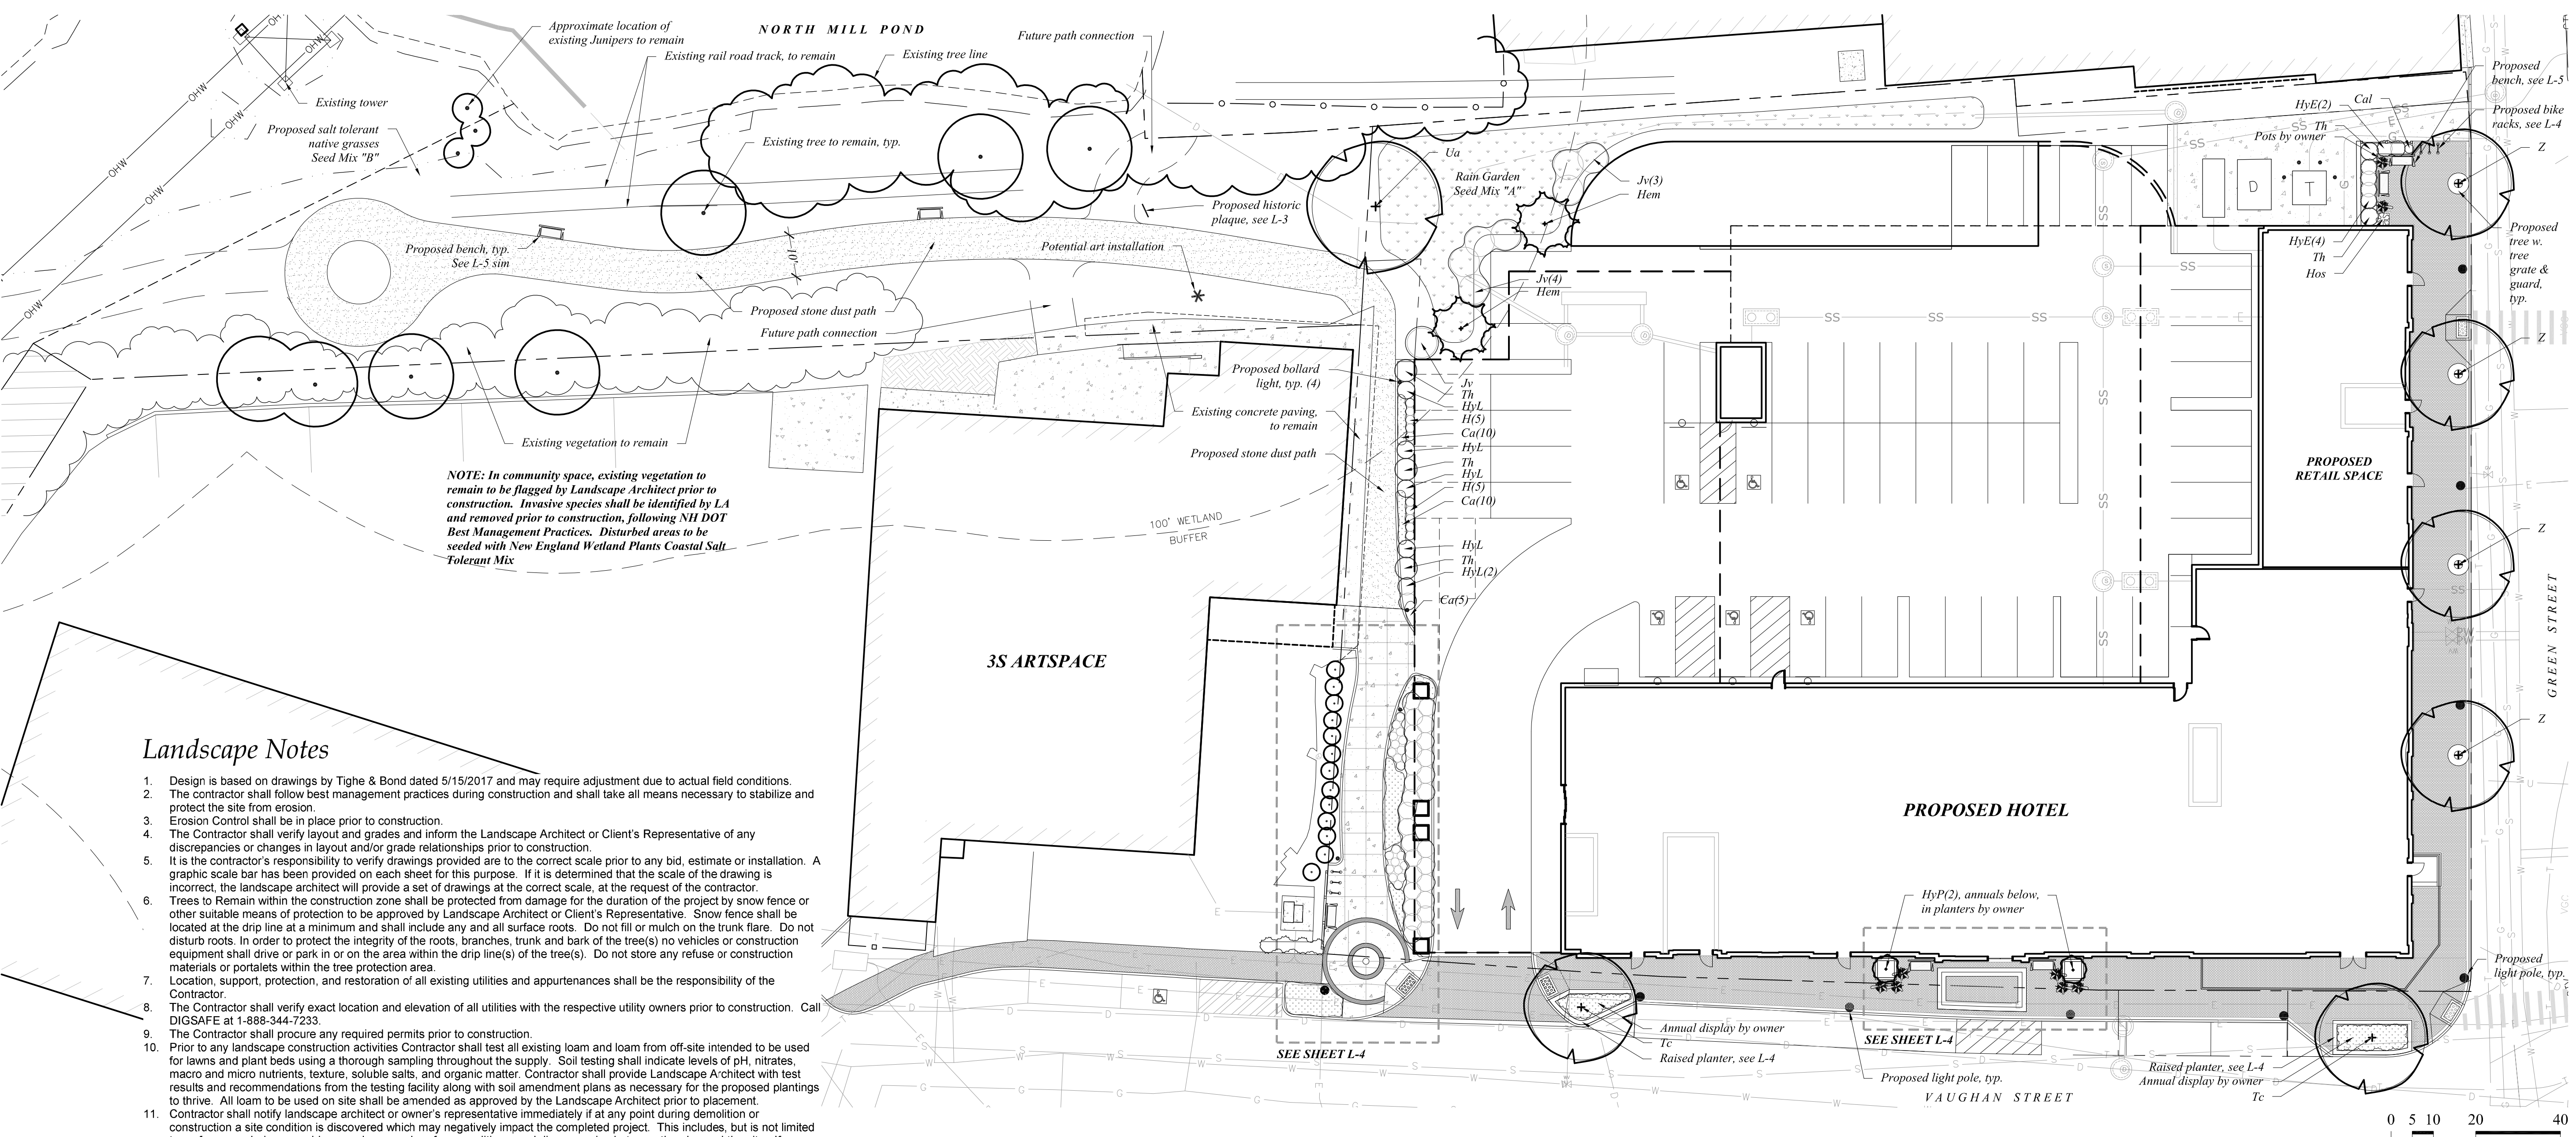 NORTH MILL POND
Approximate location of
existing Junipers to remain
Existing rail road track, to remain
Existing tree line
Future path connection
OHW
OHW
OHW
OHW
OHW
OHW
OHW
Existing tower
Proposed salt tolerant
native grasses
Seed Mix "B"
Existing tree to remain, typ.
Proposed historic
plaque, see L-3
Potential art installation
Proposed bench, typ.
See L-5 sim
10'
Proposed stone dust path
Future path connection
Existing vegetation to remain
NOTE: In community space, existing vegetation to
remain to be flagged by Landscape Architect prior to
construction.  Invasive species shall be identified by LA
and removed prior to construction, following NH DOT
Best Management Practices.  Disturbed areas to be
seeded with New England Wetland Plants Coastal Salt
Tolerant Mix
100' WETLAND
BUFFER
Ua
Rain Garden
Seed Mix "A"
Jv(3)
Hem
Jv(4)
Hem
Proposed bollard
light, typ. (4)
Existing concrete paving,
to remain
Proposed stone dust path
Jv
Th
HyL
H(5)
Ca(10)
HyL
Th
HyL
H(5)
Ca(10)
HyL
Th
HyL(2)
Ca(5)
3S ARTSPACE
Proposed
bench, see L-5
Cal
HyE(2)
Th
Pots by owner
Proposed bike
racks, see L-4
Z
D
T
HyE(4)
Th
Hos
Proposed
tree w.
tree
grate &
guard,
typ.
Z
PROPOSED
RETAIL SPACE
Z
GREEN STREET
Z
SS
SS
SS
SS
SS
SS
SS
SS
PROPOSED HOTEL
HyP(2), annuals below,
in planters by owner
Proposed
light pole, typ.
SEE SHEET L-4
SEE SHEET L-4
Annual display by owner
Tc
Raised planter, see L-4
Proposed light pole, typ.
Raised planter, see L-4
Annual display by owner
Tc
VAUGHAN STREET
0 5 10 20 40
Landscape Notes
1. Design is based on drawings by Tighe & Bond dated 5/15/2017 and may require adjustment due to actual field conditions.
2. The contractor shall follow best management practices during construction and shall take all means necessary to stabilize and
protect the site from erosion.
3. Erosion Control shall be in place prior to construction.
4. The Contractor shall verify layout and grades and inform the Landscape Architect or Client's Representative of any
discrepancies or changes in layout and/or grade relationships prior to construction.
5. It is the contractor's responsibility to verify drawings provided are to the correct scale prior to any bid, estimate or installation.  A
graphic scale bar has been provided on each sheet for this purpose.  If it is determined that the scale of the drawing is
incorrect, the landscape architect will provide a set of drawings at the correct scale, at the request of the contractor.
6. Trees to Remain within the construction zone shall be protected from damage for the duration of the project by snow fence or
other suitable means of protection to be approved by Landscape Architect or Client's Representative.  Snow fence shall be
located at the drip line at a minimum and shall include any and all surface roots.  Do not fill or mulch on the trunk flare.  Do not
disturb roots. In order to protect the integrity of the roots, branches, trunk and bark of the tree(s) no vehicles or construction
equipment shall drive or park in or on the area within the drip line(s) of the tree(s).  Do not store any refuse or construction
materials or portalets within the tree protection area.
7. Location, support, protection, and restoration of all existing utilities and appurtenances shall be the responsibility of the
Contractor.
8. The Contractor shall verify exact location and elevation of all utilities with the respective utility owners prior to construction.  Call
DIGSAFE at 1-888-344-7233.
9. The Contractor shall procure any required permits prior to construction.
10. Prior to any landscape construction activities Contractor shall test all existing loam and loam from off-site intended to be used
for lawns and plant beds using a thorough sampling throughout the supply.  Soil testing shall indicate levels of pH, nitrates,
macro and micro nutrients, texture, soluble salts, and organic matter.  Contractor shall provide Landscape Architect with test
results and recommendations from the testing facility along with soil amendment plans as necessary for the proposed plantings
to thrive.  All loam to be used on site shall be amended as approved by the Landscape Architect prior to placement.
11. Contractor shall notify landscape architect or owner's representative immediately if at any point during demolition or
construction a site condition is discovered which may negatively impact the completed project.  This includes, but is not limited